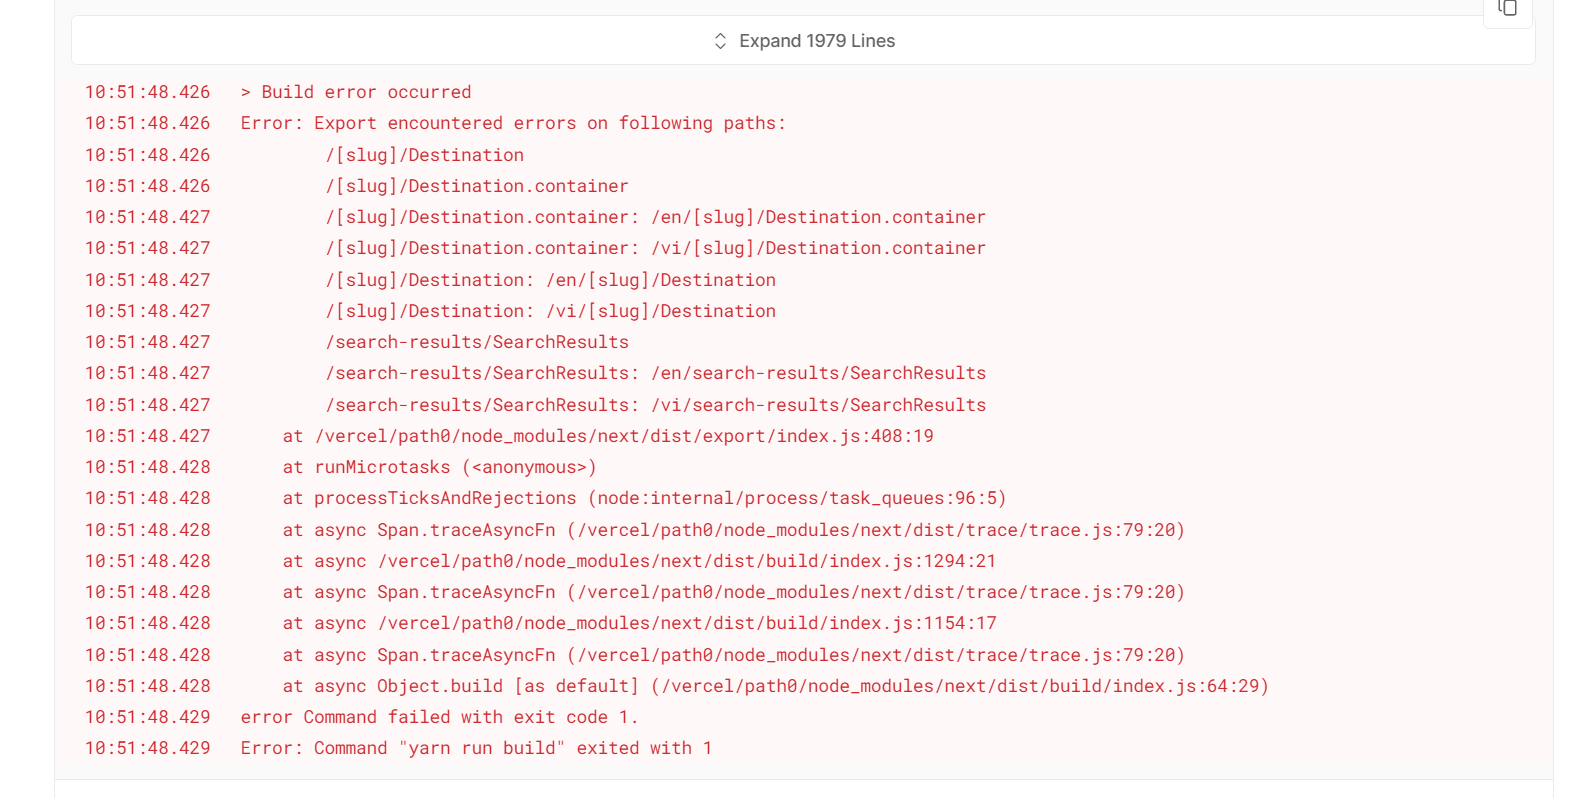 Expand 1979 Lines
10:51:48.426 > Build error occurred
10:51:48.426 Error: Export encountered errors on following paths:
10:51:48.426 /[slug]/Destination
10:51:48.426 /[slug]/Destination.container
10:51:48.427 /[slug]/Destination.container: /en/[slug]/Destination.container
10:51:48.427 /[slug]/Destination.container: /vi/[slug]/Destination.container
10:51:48.427 /[slug]/Destination: /en/[slug]/Destination
10:51:48.427 /[slug]/Destination: /vi/[slug]/Destination
10:51:48.427 /search-results/SearchResults
10:51:48.427 /search-results/SearchResults: /en/search-results/SearchResults
10:51:48.427 /search-results/SearchResults: /vi/search-results/SearchResults
10:51:48.427 at /vercel/path0/node_modules/next/dist/export/index.js:408:19
10:51:48.428 at runMicrotasks (<anonymous>)
10:51:48.428 at processTicksAndRejections (node:internal/process/task_queues:96:5)
10:51:48.428 at async Span.traceAsyncFn (/vercel/path0/node_modules/next/dist/trace/trace.js:79:20)
10:51:48.428 at async /vercel/path0/node_modules/next/dist/build/index.js:1294:21
10:51:48.428 at async Span.traceAsyncFn (/vercel/path0/node_modules/next/dist/trace/trace.js:79:20)
10:51:48.428 at async /vercel/path0/node_modules/next/dist/build/index.js:1154:17
10:51:48.428 at async Span.traceAsyncFn (/vercel/path0/node_modules/next/dist/trace/trace.js:79:20)
10:51:48.428 at async Object.build [as default] (/vercel/path0/node_modules/next/dist/build/index.js:64:29)
10:51:48.429 error Command failed with exit code 1.
10:51:48.429 Error: Command "yarn run build" exited with 1